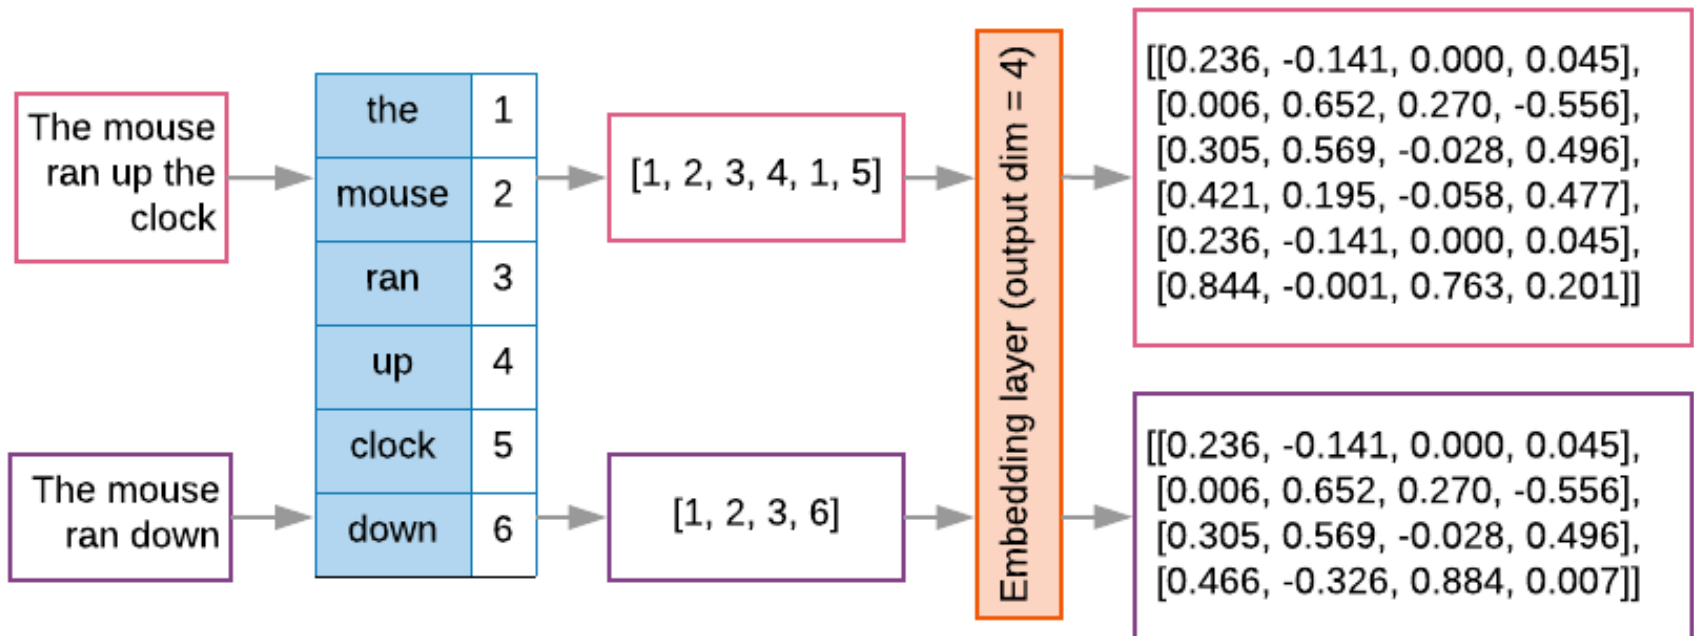 The mouse
ran up the
clock
the 1
mouse 2
ran 3
up 4
clock 5
down 6
[1, 2, 3, 4, 1, 5]
Embedding layer (output dim = 4)
[[0.236, -0.141, 0.000, 0.045],
[0.006, 0.652, 0.270, -0.556],
[0.305, 0.569, -0.028, 0.496],
[0.421, 0.195, -0.058, 0.477],
[0.236, -0.141, 0.000, 0.045],
[0.844, -0.001, 0.763, 0.201]]
The mouse
ran down
[1, 2, 3, 6]
[[0.236, -0.141, 0.000, 0.045],
[0.006, 0.652, 0.270, -0.556],
[0.305, 0.569, -0.028, 0.496],
[0.466, -0.326, 0.884, 0.007]]